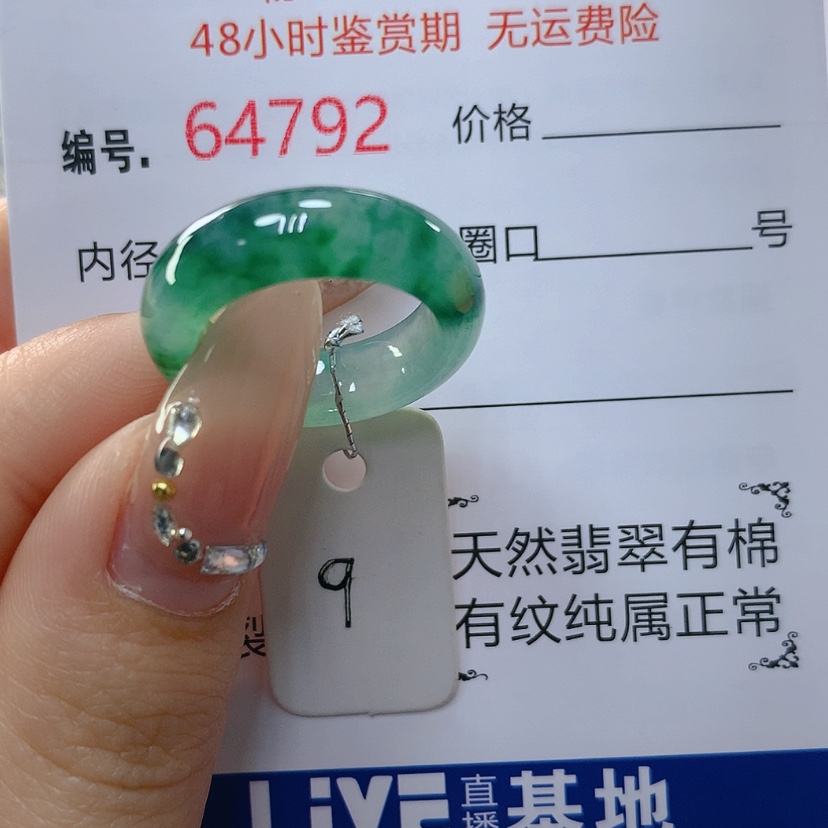 48小时鉴赏期 无运费险
编号. 64792 价格
内径 圈口 号
9
天然翡翠有棉
有纹纯属正常
LiVE 直播 基地